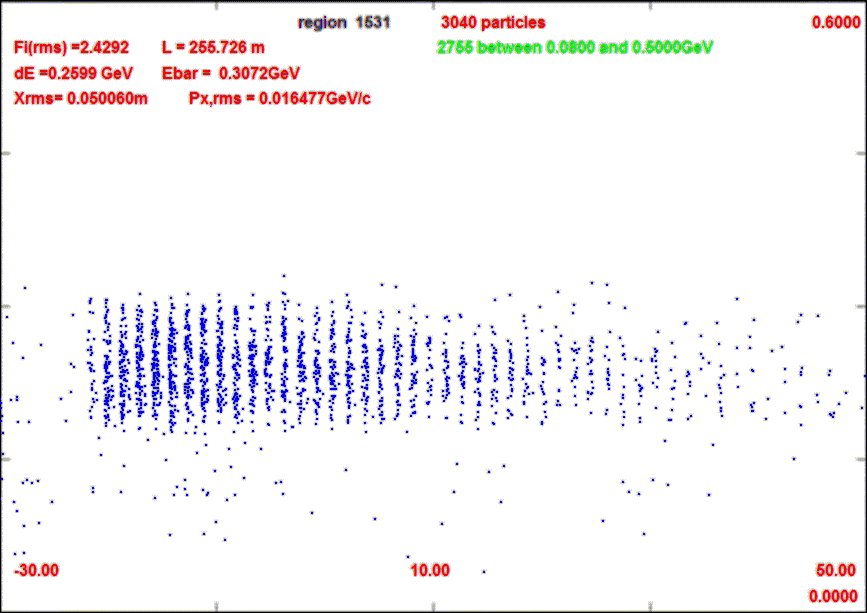 region 1531 3040 particles 0.6000
Fi(rms) =2.4292 L = 255.726 m 2755 between 0.0800 and 0.5000GeV
dE =0.2599 GeV Ebar = 0.3072GeV
Xrms= 0.050060m Px,rms = 0.016477GeV/c
-30.00 10.00 50.00
0.0000